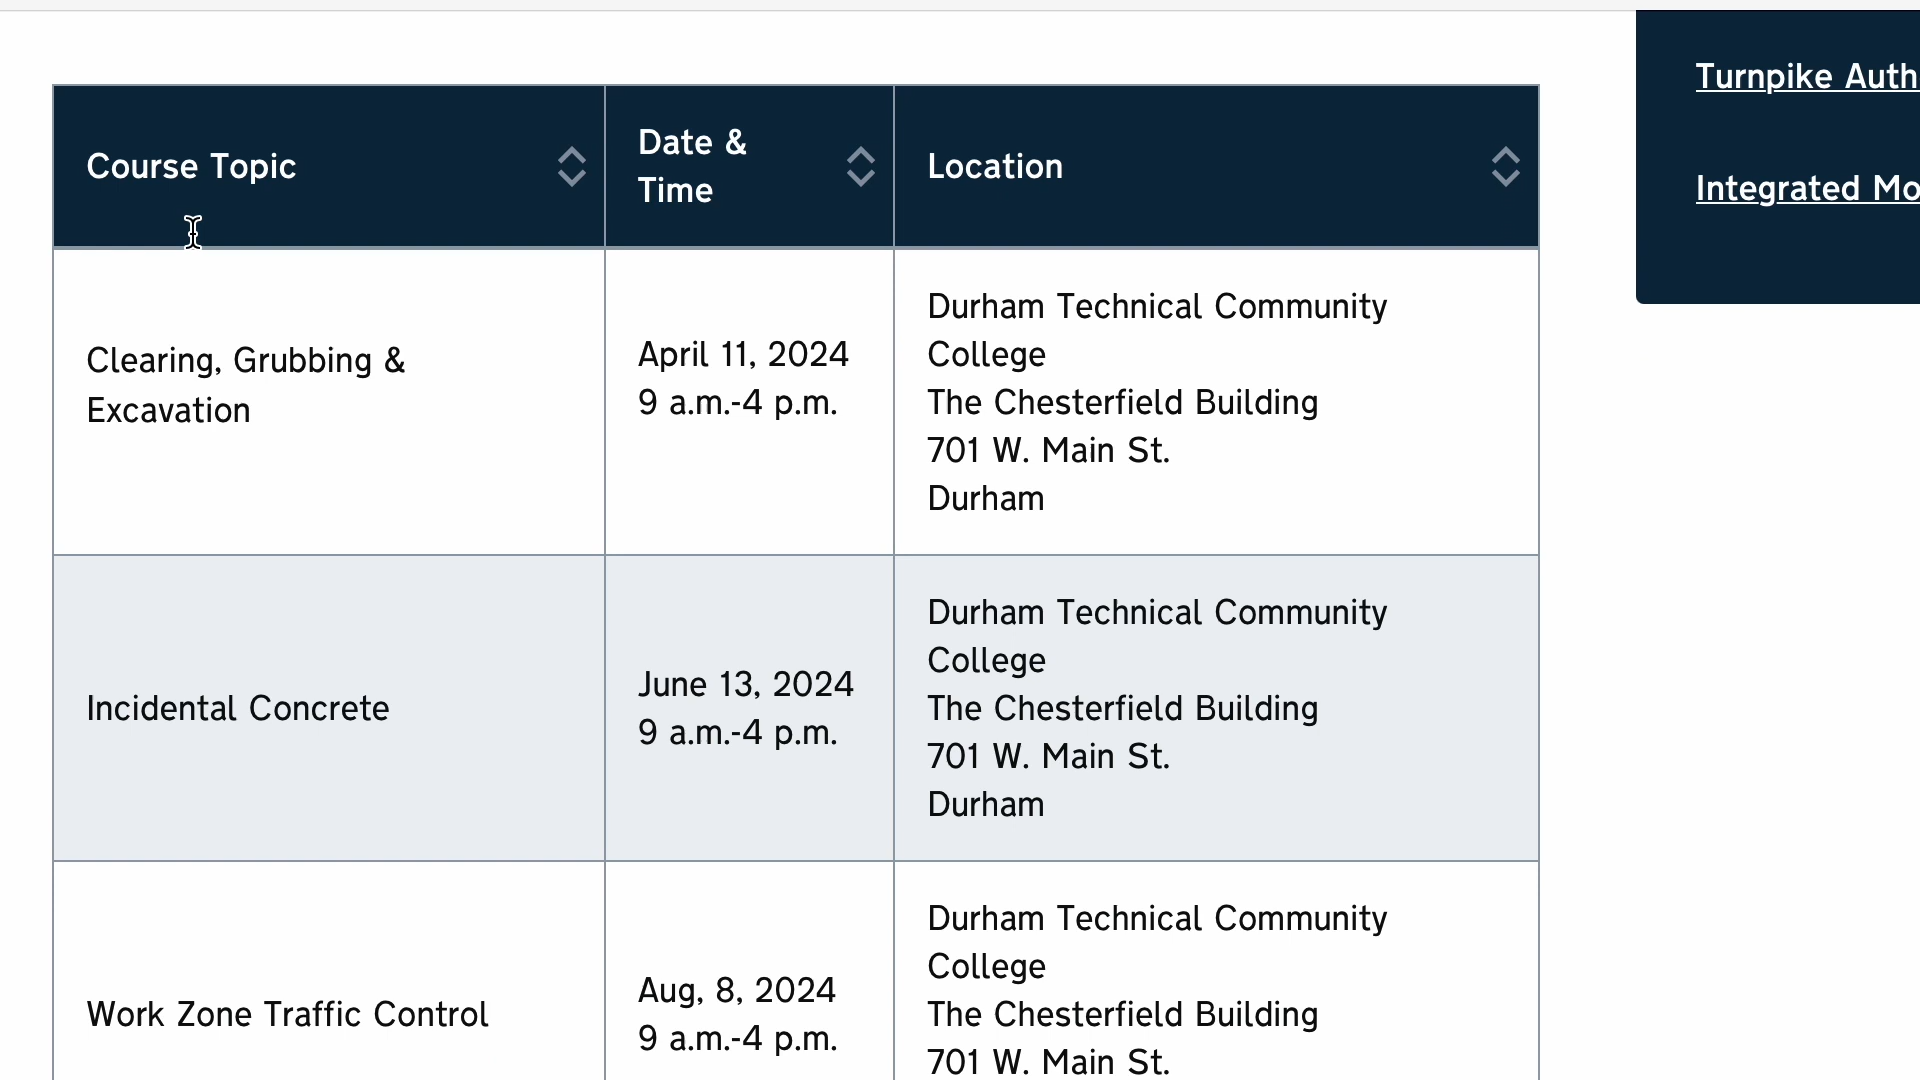 Turnpike Auth
Integrated Mo
Course Topic
Date &
Time
Location
Clearing, Grubbing &
Excavation
April 11, 2024
9 a.m.-4 p.m.
Durham Technical Community
College
The Chesterfield Building
701 W. Main St.
Durham
Incidental Concrete
June 13, 2024
9 a.m.-4 p.m.
Durham Technical Community
College
The Chesterfield Building
701 W. Main St.
Durham
Work Zone Traffic Control
Aug, 8, 2024
9 a.m.-4 p.m.
Durham Technical Community
College
The Chesterfield Building
701 W. Main St.